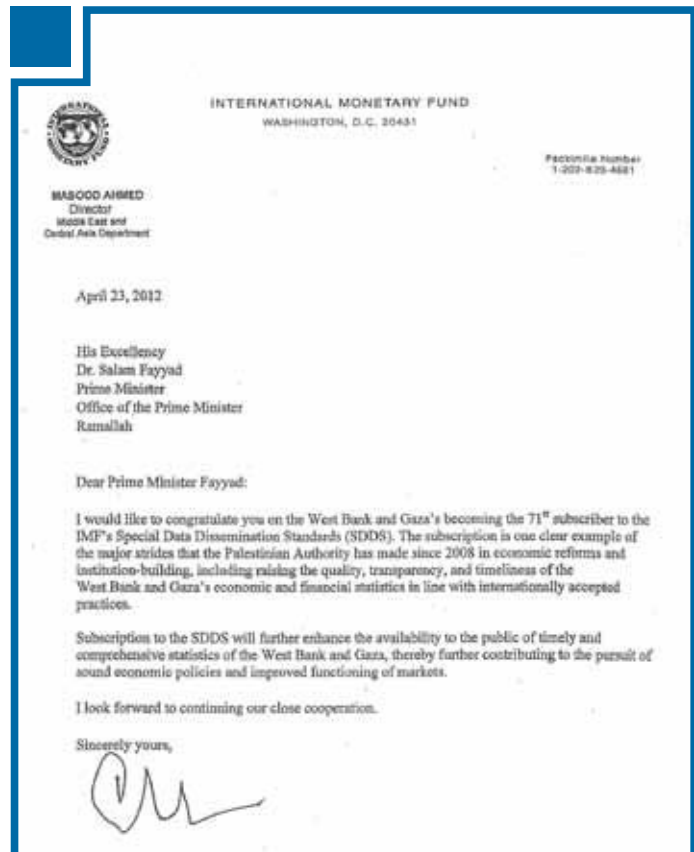 INTERNATIONAL MONETARY FUND
WASHINGTON, D.C. 20431
INTERNATIONAL MONETARY FUND
Facsimile Number
MASOOD AHMED
Director
Middle East and
Central Asia Department
April 23, 2012
His Excellency
Dr. Salam Fayyad
Prime Minister
Office of the Prime Minister
Ramallah
Dear Prime Minister Fayyad:
I would like to congratulate you on the West Bank and Gaza's becoming the 71st subscriber to the
IMF's Special Data Dissemination Standards (SDDS). The subscription is one clear example of
the major strides that the Palestinian Authority has made since 2008 in economic reforms and
institution-building, including raising the quality, transparency, and timeliness of the
West Bank and Gaza's economic and financial statistics in line with internationally accepted
practices.
Subscription to the SDDS will further enhance the availability to the public of timely and
comprehensive statistics of the West Bank and Gaza, thereby further contributing to the pursuit of
sound economic policies and improved functioning of markets.
I look forward to continuing our close cooperation.
Sincerely yours,